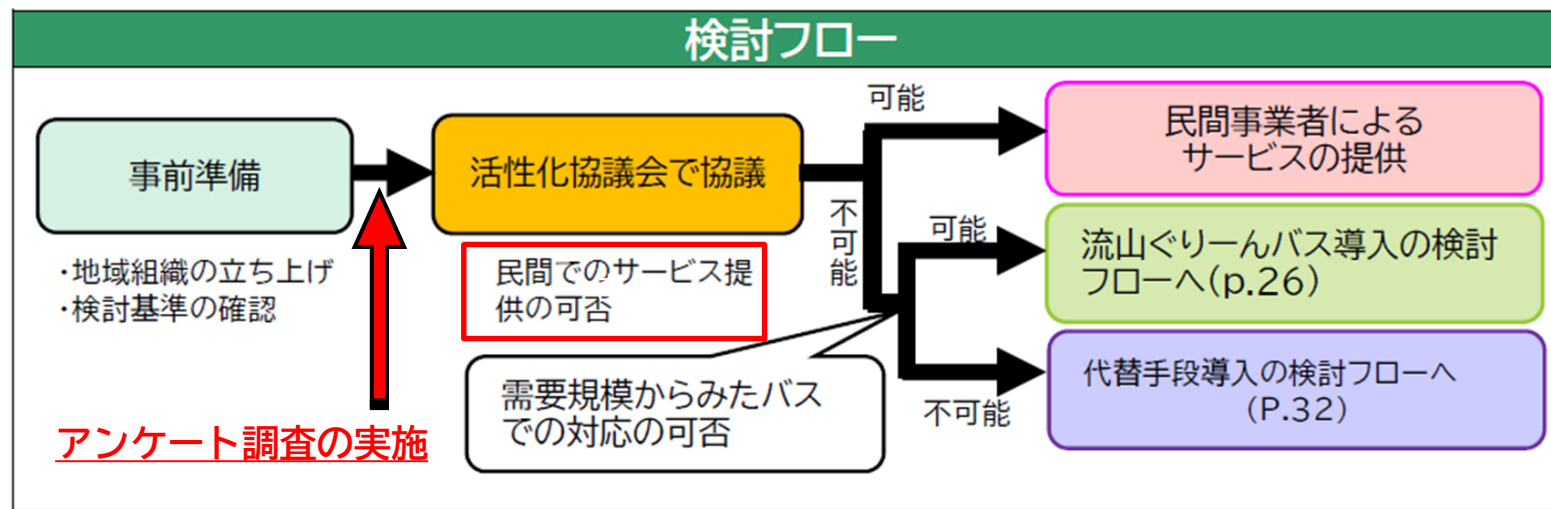 検討フロー
事前準備
・地域組織の立ち上げ
・検討基準の確認
アンケート調査の実施
活性化協議会で協議
民間でのサービス提
供の可否
可能
不可能
民間事業者による
サービスの提供
需要規模からみたバス
での対応の可否
可能
流山ぐりーんバス導入の検討
フローへ(p.26)
不可能
代替手段導入の検討フローへ
(P.32)